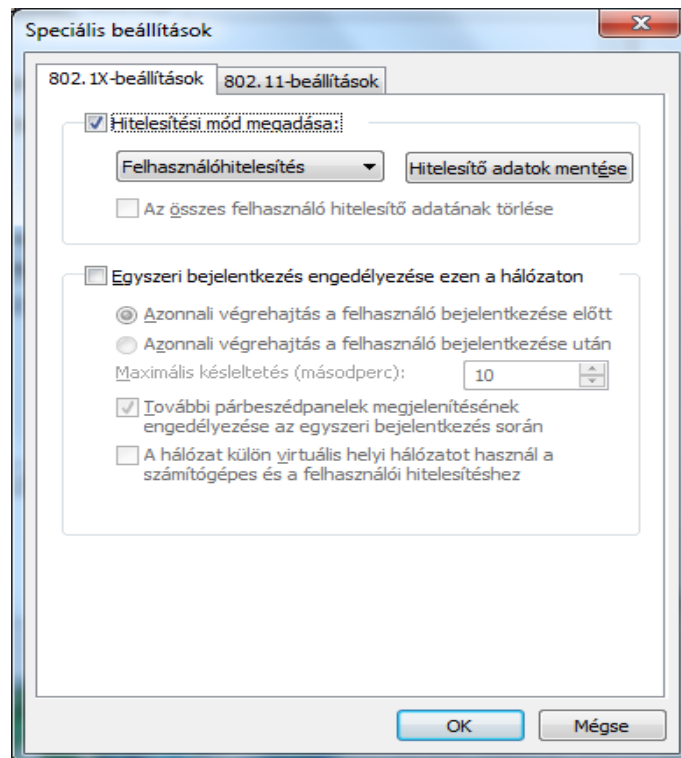 Speciális beállítások
802.1X-beállítások
802.11-beállítások
Hitelesítési mód megadása:
Felhasználóhitelesítés
Hitelesítő adatok mentése
Az összes felhasználó hitelesítő adatának törlése
Egyszeri bejelentkezés engedélyezése ezen a hálózaton
Azonnali végrehajtás a felhasználó bejelentkezése előtt
Azonnali végrehajtás a felhasználó bejelentkezése után
Maximális késleltetés (másodperc):
10
További párbeszédpanelek megjelenítésének
engedélyezése az egyszeri bejelentkezés során
A hálózat külön virtuális helyi hálózatot használ a
számítógépes és a felhasználói hitelesítéshez
OK
Mégse